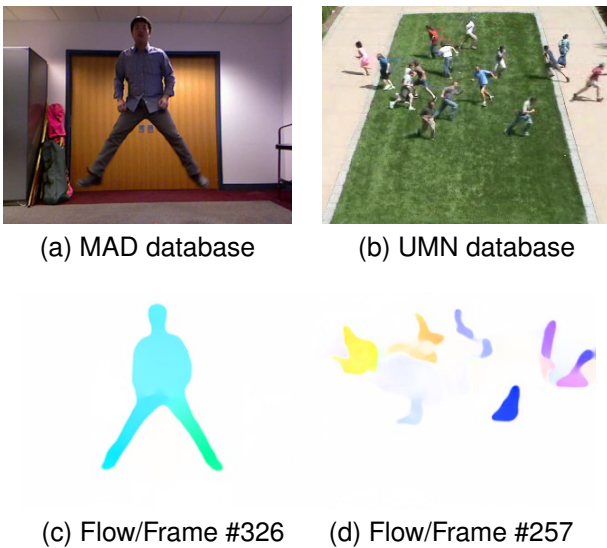 (a) MAD database
(b) UMN database
(c) Flow/Frame #326
(d) Flow/Frame #257